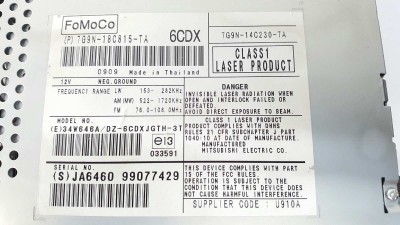 FoMoCo
(P) 7G9N-18C815-TA 6CDX 7G9N-14C230-TA
0909 Made in Thailand
CLASS1
LASER PRODUCT
12V NEG.GROUND
FREQUENCY RANGE LW 153- 282KHz
AM(MW) 522- 1720KHz
FM 76.0-108.0MHz
DANGER
INVISIBLE LASER RADIATION WHEN
OPEN AND INTERLOCK FAILED OR
DEFEATED
AVOID DIRECT EXPOSURE TO BEAM
MODEL NO.
(E)34W646A/DZ-6CDXJGTH-3T
e13
033591
CLASS 1 LASER PRODUCT
THIS PRODUCT COMPLIES WITH DHHS
RULES 21 CFR SUBCHAPTER J PART
1040-10 AT DATE OF MANUFACTURE.
MANUFACTURED
MITSUBISHI ELECTRIC CO.
SERIAL NO.
(S)JA6460 99077429
THIS DEVICE COMPLIES WITH PART
15 OF THE FCC RULES.
OPERATION IS SUBJECT TO THE
CONDITION THAT THIS DEVICE DOES
NOT CAUSE HARMFUL INTERFERENCE.
SUPPLIER CODE : U910A